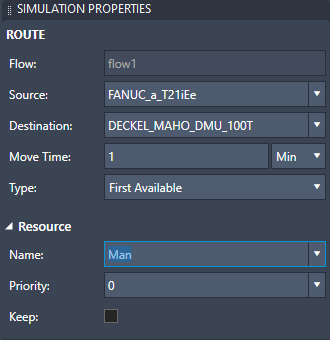 SIMULATION PROPERTIES
ROUTE
Flow: flow1
Source: FANUC_a_T21iEe
Destination: DECKEL_MAHO_DMU_100T
Move Time: 1 Min
Type: First Available
Resource
Name: Man
Priority: 0
Keep: